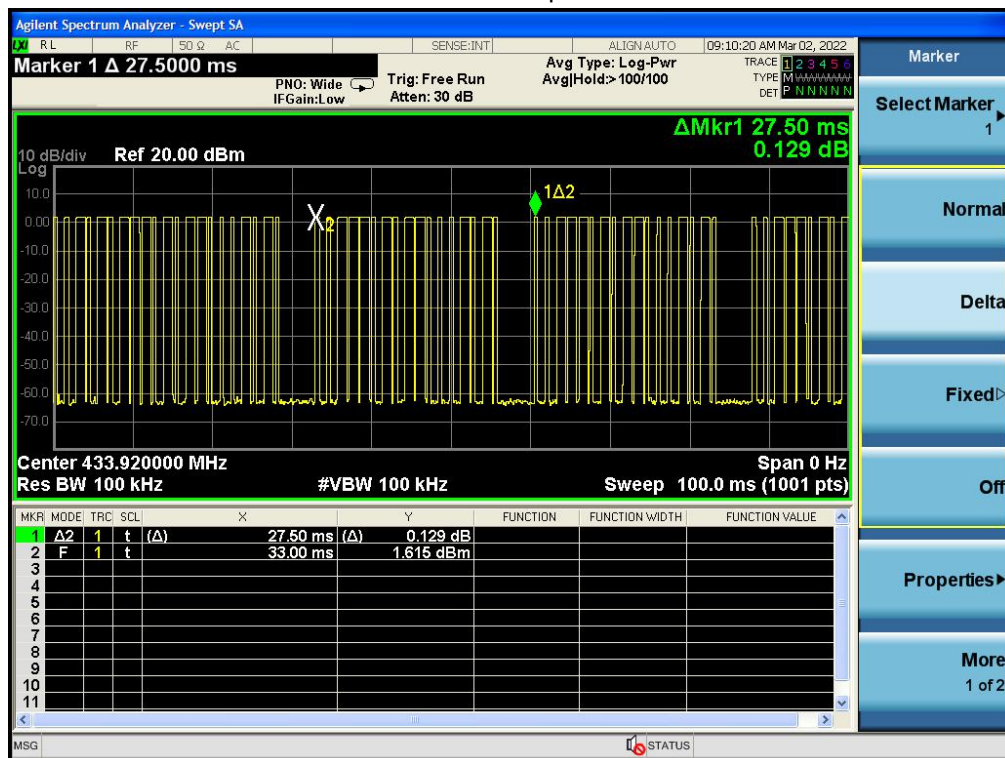 Agilent Spectrum Analyzer - Swept SA
LXI RL RF 50 Ω AC SENSE:INT ALIGN AUTO 09:10:20 AM Mar 02, 2022
Marker 1 Δ 27.5000 ms
PNO: Wide
IFGain:Low
Trig: Free Run
Atten: 30 dB
Avg Type: Log-Pwr
Avg|Hold:> 100/100
TRACE 1 2 3 4 5 6
TYPE M
DET P N N N N N
ΔMkr1 27.50 ms
0.129 dB
10 dB/div Ref 20.00 dBm
Log
10.0
0.00
-10.0
-20.0
-30.0
-40.0
-50.0
-60.0
-70.0
1Δ2
X2
Center 433.920000 MHz Span 0 Hz
Res BW 100 kHz #VBW 100 kHz Sweep 100.0 ms (1001 pts)
MKR MODE TRC SCL X Y FUNCTION FUNCTION WIDTH FUNCTION VALUE
1 Δ2 1 t (Δ) 27.50 ms (Δ) 0.129 dB
2 F 1 t 33.00 ms 1.615 dBm
3
4
5
6
7
8
9
10
11
MSG STATUS
Marker
Select Marker
1
Normal
Delta
Fixed
Off
Properties
More
1 of 2